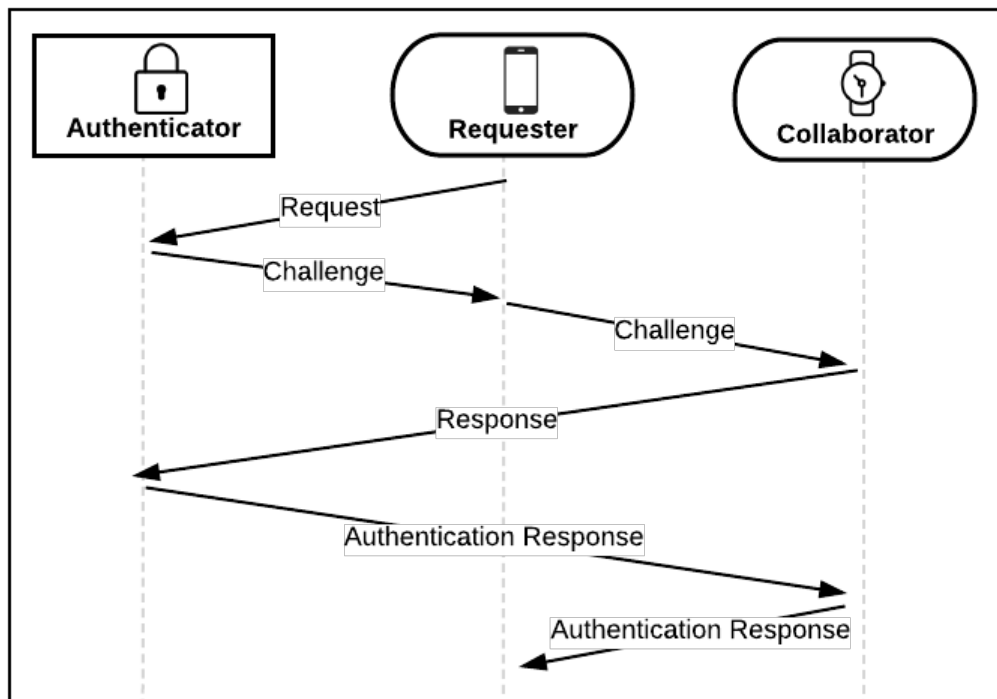 Authenticator
Requester
Collaborator
Request
Challenge
Challenge
Response
Authentication Response
Authentication Response